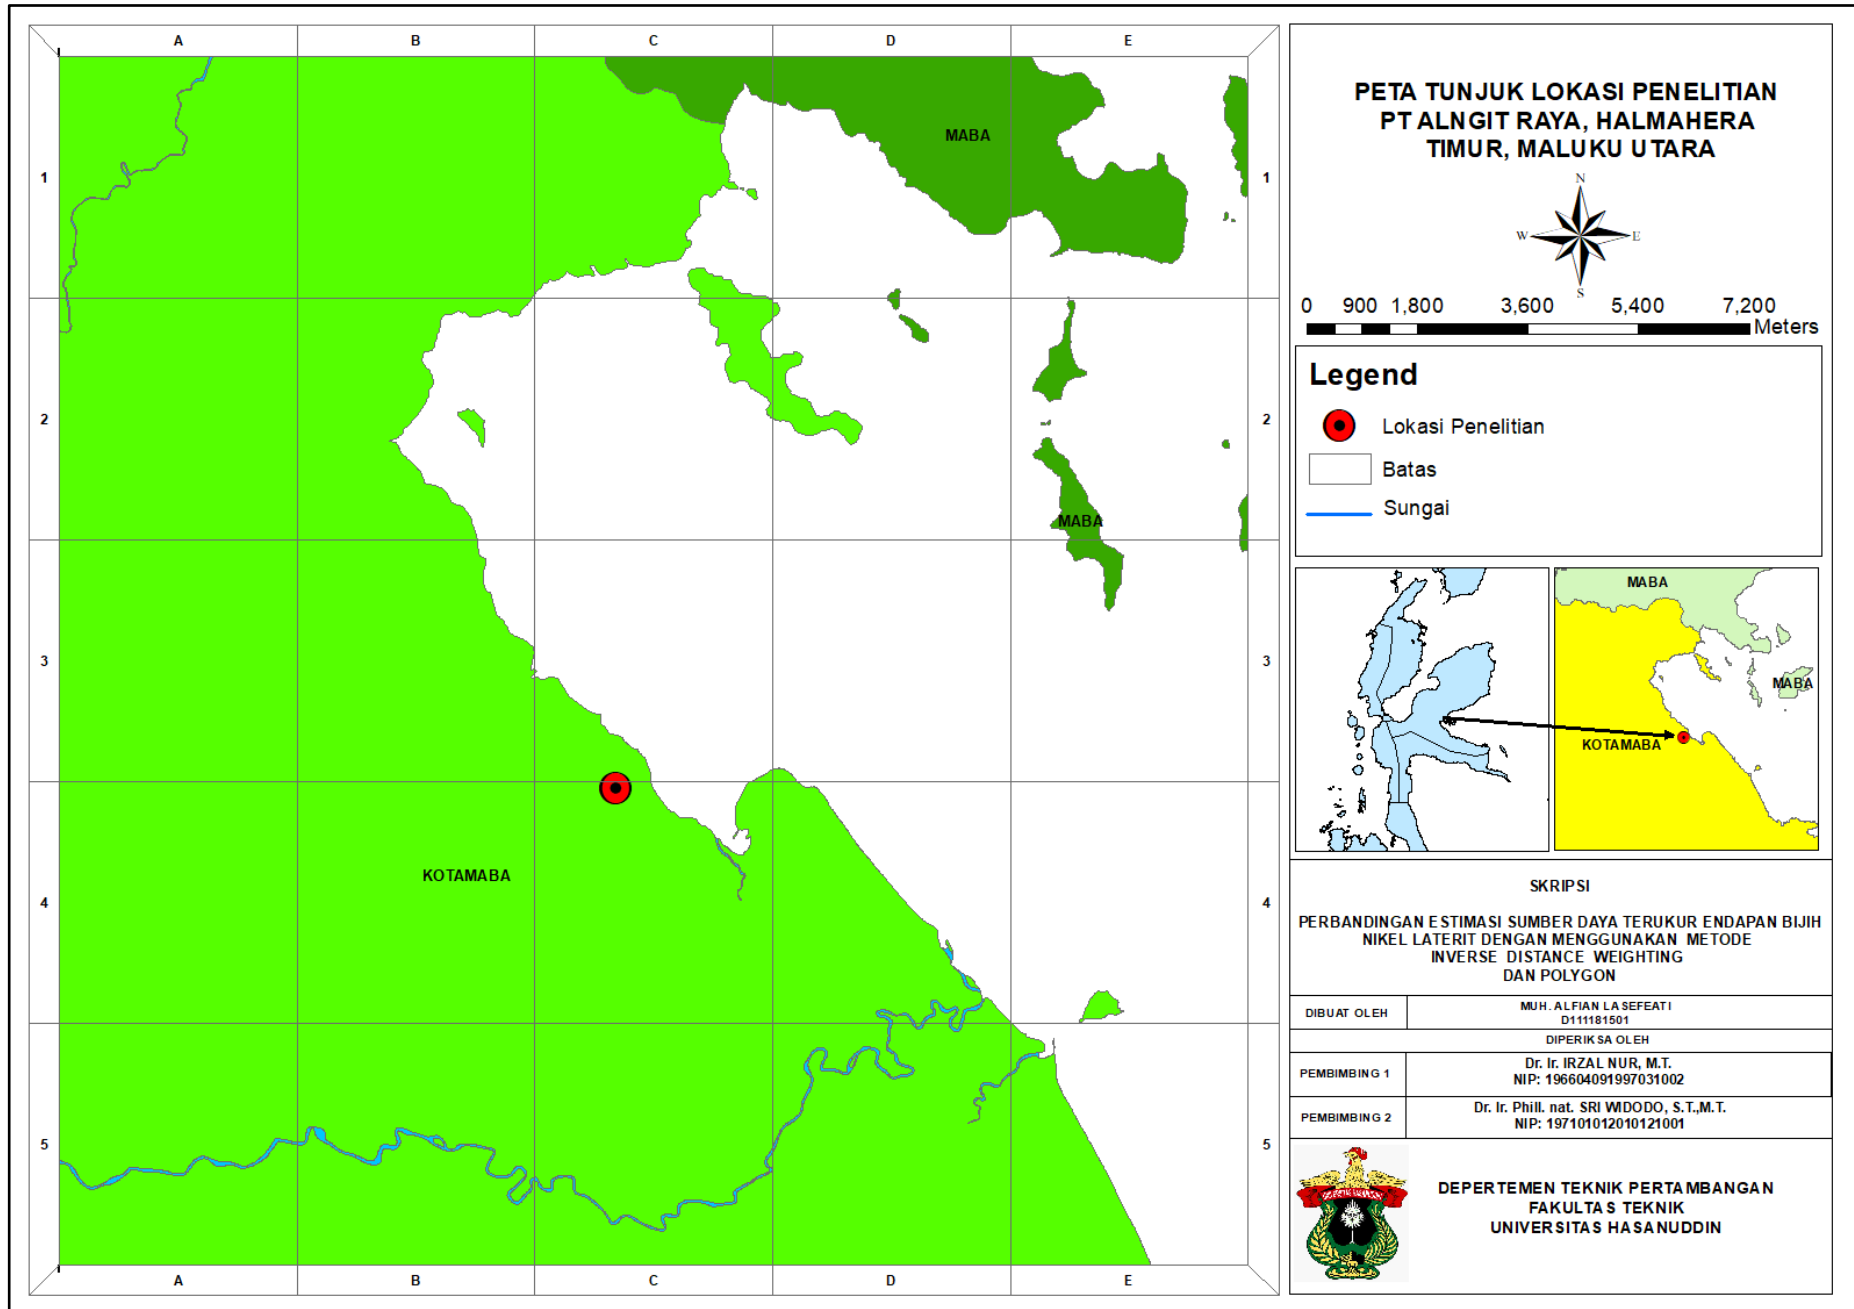 A B C D E
1
2
3
4
5
MABA
MABA
KOTAMABA
1
2
3
4
5
A B C D E
PETA TUNJUK LOKASI PENELITIAN
PT ALNGIT RAYA, HALMAHERA
TIMUR, MALUKU UTARA
N
W E
S
0 900 1,800 3,600 5,400 7,200
Meters
Legend
Lokasi Penelitian
Batas
Sungai
MABA
MABA
KOTAMABA
SKRIPSI
PERBANDINGAN ESTIMASI SUMBER DAYA TERUKUR ENDAPAN BIJIH
NIKEL LATERIT DENGAN MENGGUNAKAN METODE
INVERSE DISTANCE WEIGHTING
DAN POLYGON
DIBUAT OLEH
MUH. ALFIAN LASEFEATI
D111181501
DIPERIKSA OLEH
PEMBIMBING 1
Dr. Ir. IRZAL NUR, M.T.
NIP: 196604091997031002
PEMBIMBING 2
Dr. Ir. Phill. nat. SRI WIDODO, S.T.,M.T.
NIP: 197101012010121001
DEPERTEMEN TEKNIK PERTAMBANGAN
FAKULTAS TEKNIK
UNIVERSITAS HASANUDDIN